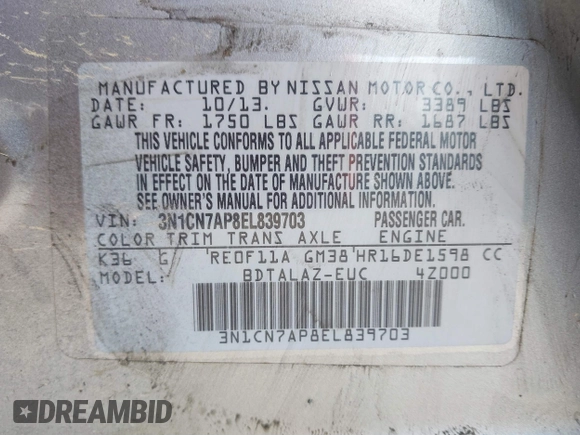 MANUFACTURED BY NISSAN MOTOR CO., LTD.
DATE: 10/13. GVWR: 3389 LBS
GAWR FR: 1750 LBS GAWR RR: 1687 LBS
THIS VEHICLE CONFORMS TO ALL APPLICABLE FEDERAL MOTOR
VEHICLE SAFETY, BUMPER AND THEFT PREVENTION STANDARDS
IN EFFECT ON THE DATE OF MANUFACTURE SHOWN ABOVE.
SEE OWNER'S MANUAL FOR ADDITIONAL INFORMATION.
VIN: 3N1CN7AP8EL839703 PASSENGER CAR.
COLOR TRIM TRANS AXLE ENGINE
K36 G 'RE0F11A GM38'HR16DE1598 CC
MODEL: BDTALAZ-EUC 4Z000
3N1CN7AP8EL839703
DREAMBID